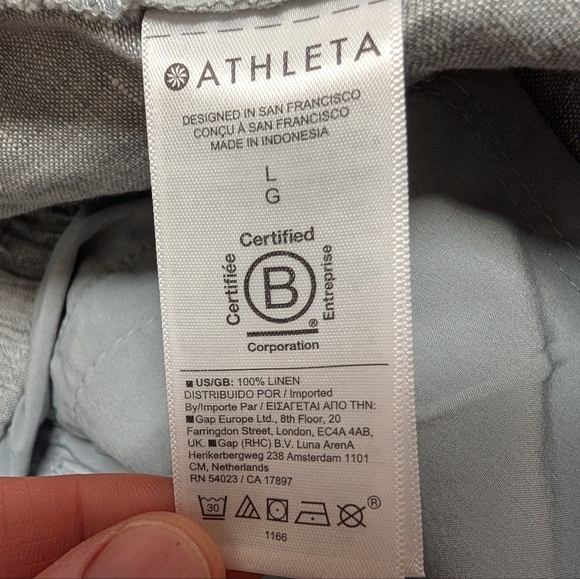 ATHLETA
DESIGNED IN SAN FRANCISCO
CONÇU À SAN FRANCISCO
MADE IN INDONESIA
L
G
Certified
Certifiée
B
Entreprise
®
Corporation
US/GB: 100% LINEN
DISTRIBUIDO POR / Imported
By/Importe Par / ΕΙΣΑΓΕΤΑΙ ΑΠΟ ΤΗΝ:
Gap Europe Ltd., 8th Floor, 20
Farringdon Street, London, EC4A 4AB,
UK. Gap (RHC) B.V. Luna ArenA
Herikerbergweg 238 Amsterdam 1101
CM, Netherlands
RN 54023 / CA 17897
30 ®
1166